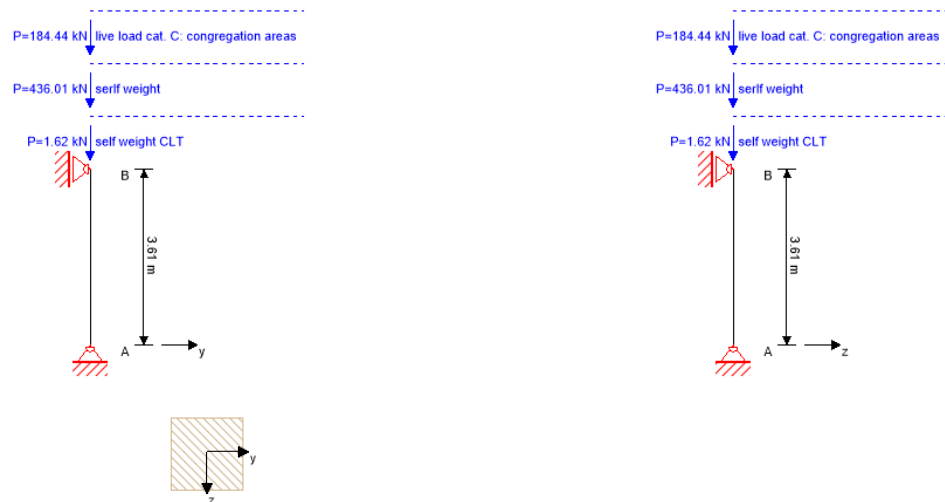 P=184.44 kN live load cat. C: congregation areas
P=436.01 kN serlf weight
P=1.62 kN self weight CLT
B
3.61 m
A
y
y
z
P=184.44 kN live load cat. C: congregation areas
P=436.01 kN serlf weight
P=1.62 kN self weight CLT
B
3.61 m
A
z